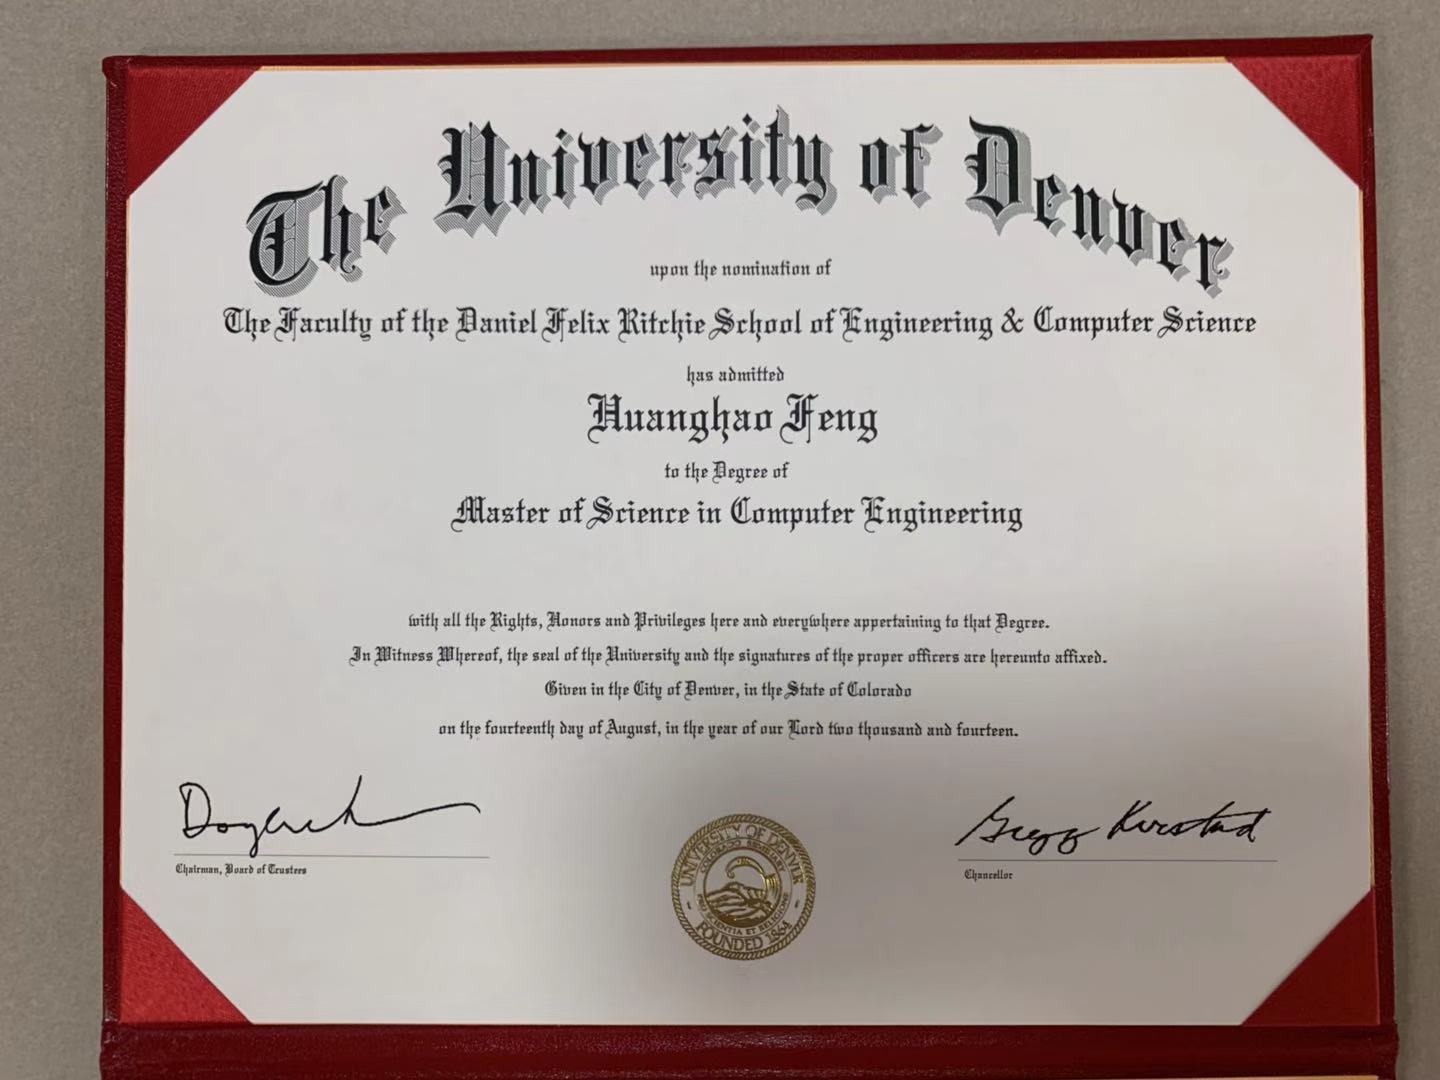 The University of Denver
upon the nomination of
The Faculty of the Daniel Felix Ritchie School of Engineering & Computer Science
has admitted
Huanghao Feng
to the Degree of
Master of Science in Computer Engineering
with all the Rights, Honors and Privileges here and everywhere appertaining to that Degree.
In Witness Whereof, the seal of the University and the signatures of the proper officers are hereunto affixed.
Given in the City of Denver, in the State of Colorado
on the fourteenth day of August, in the year of our Lord two thousand and fourteen.
Chairman, Board of Trustees
Gregg Kvistad
Chancellor
UNIVERSITY OF DENVER
COLORADO SEMINARY
PRO SCIENTIA ET RELIGIONE
FOUNDED 1864